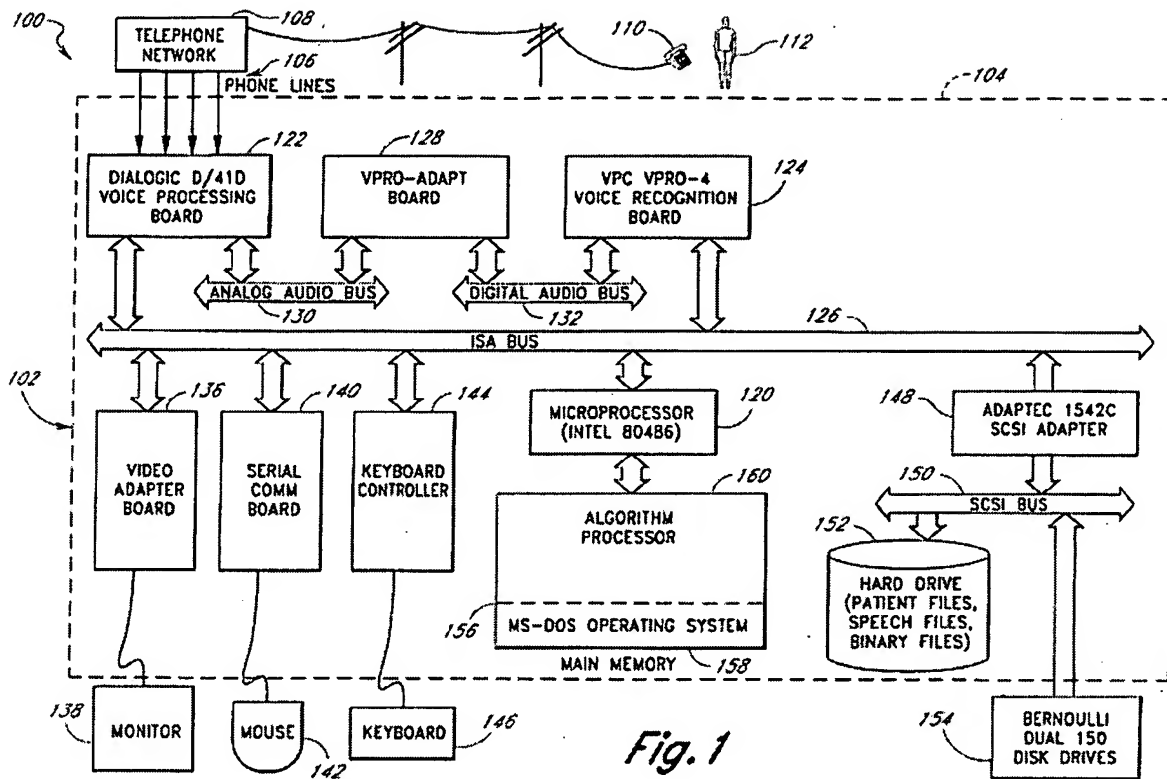 100
108
TELEPHONE
NETWORK
106
PHONE LINES
110
112
104
122
DIALOGIC D/41D
VOICE PROCESSING
BOARD
128
VPRO-ADAPT
BOARD
VPC VPRO-4
VOICE RECOGNITION
BOARD
124
ANALOG AUDIO BUS
130
DIGITAL AUDIO BUS
132
126
ISA BUS
102
136
VIDEO
ADAPTER
BOARD
140
SERIAL
COMM
BOARD
144
KEYBOARD
CONTROLLER
MICROPROCESSOR
(INTEL 80486)
120
148
ADAPTEC 1542C
SCSI ADAPTER
160
ALGORITHM
PROCESSOR
156
MS-DOS OPERATING SYSTEM
MAIN MEMORY
158
150
SCSI BUS
152
HARD DRIVE
(PATIENT FILES,
SPEECH FILES,
BINARY FILES)
138
MONITOR
MOUSE
142
KEYBOARD
146
Fig. 1
154
BERNOULLI
DUAL 150
DISK DRIVES